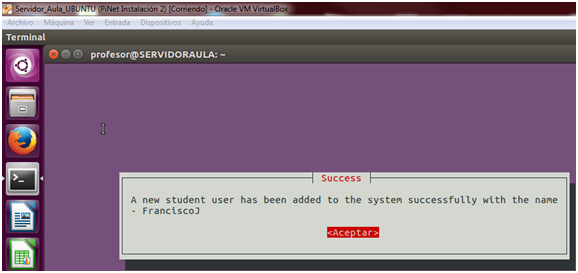 Servidor_Aula_UBUNTU (PiNet Instalación 2) [Corriendo] - Oracle VM VirtualBox
Archivo Máquina Ver Entrada Dispositivos Ayuda
Terminal
profesor@SERVIDORAULA: ~
Success
A new student user has been added to the system successfully with the name
- FranciscoJ
<Aceptar>